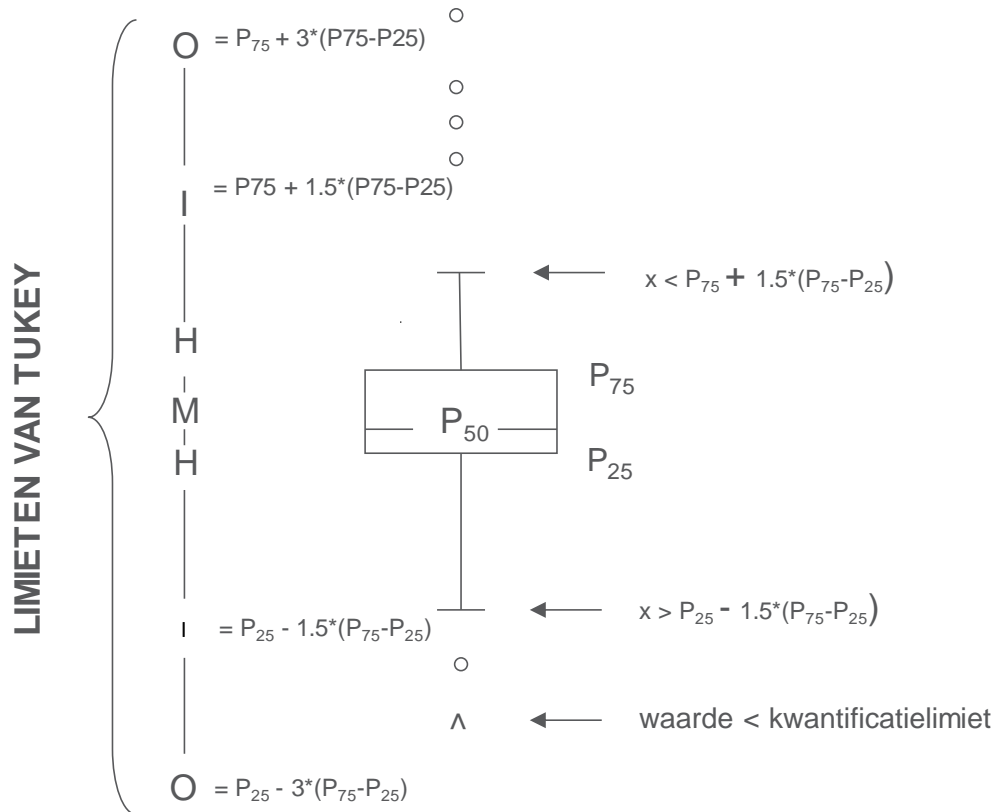 LIMIETEN VAN TUKEY
O = P75 + 3*(P75-P25)
I = P75 + 1.5*(P75-P25)
H
M
H
I = P25 - 1.5*(P75-P25)
O = P25 - 3*(P75-P25)
x < P75 + 1.5*(P75-P25)
P75
P50
P25
x > P25 - 1.5*(P75-P25)
^ waarde < kwantificatielimiet